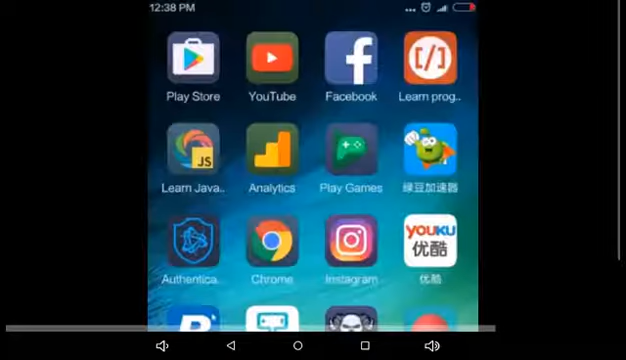 12:38 PM
Play Store
YouTube
Facebook
[/]
Learn prog..
JS
Learn Java..
Analytics
Play Games
绿豆加速器
Authentica..
Chrome
Instagram
YOUKU
优酷
优酷